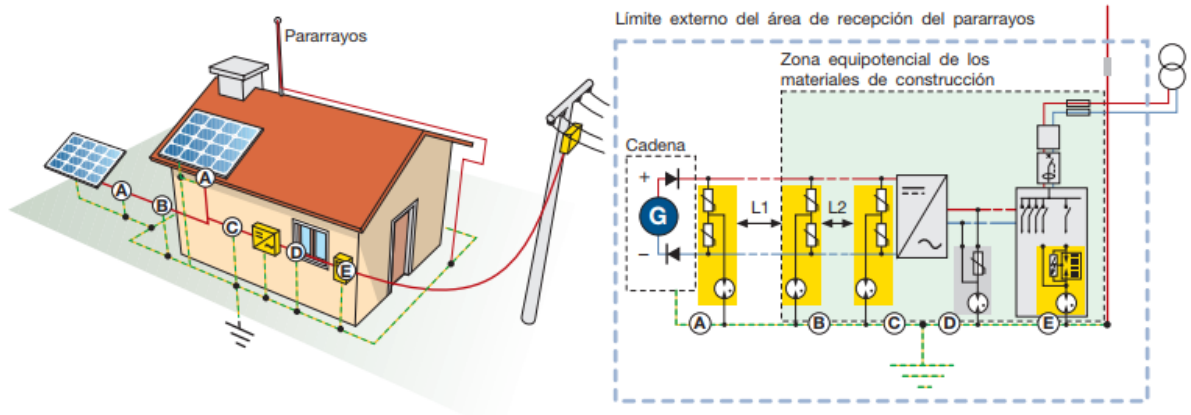 Pararrayos
A
A
B
C
D
E
Límite externo del área de recepción del pararrayos
Zona equipotencial de los
materiales de construcción
Cadena
+
G
−
L1
L2
A
B
C
D
E